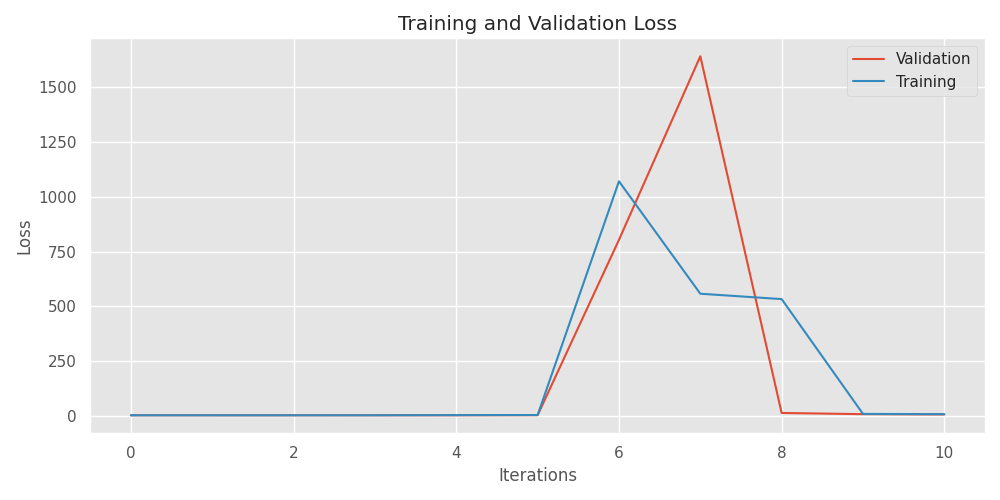 Training and Validation Loss
Validation
Training
1500
1250
1000
750
500
250
0
Loss
0 2 4 6 8 10
Iterations